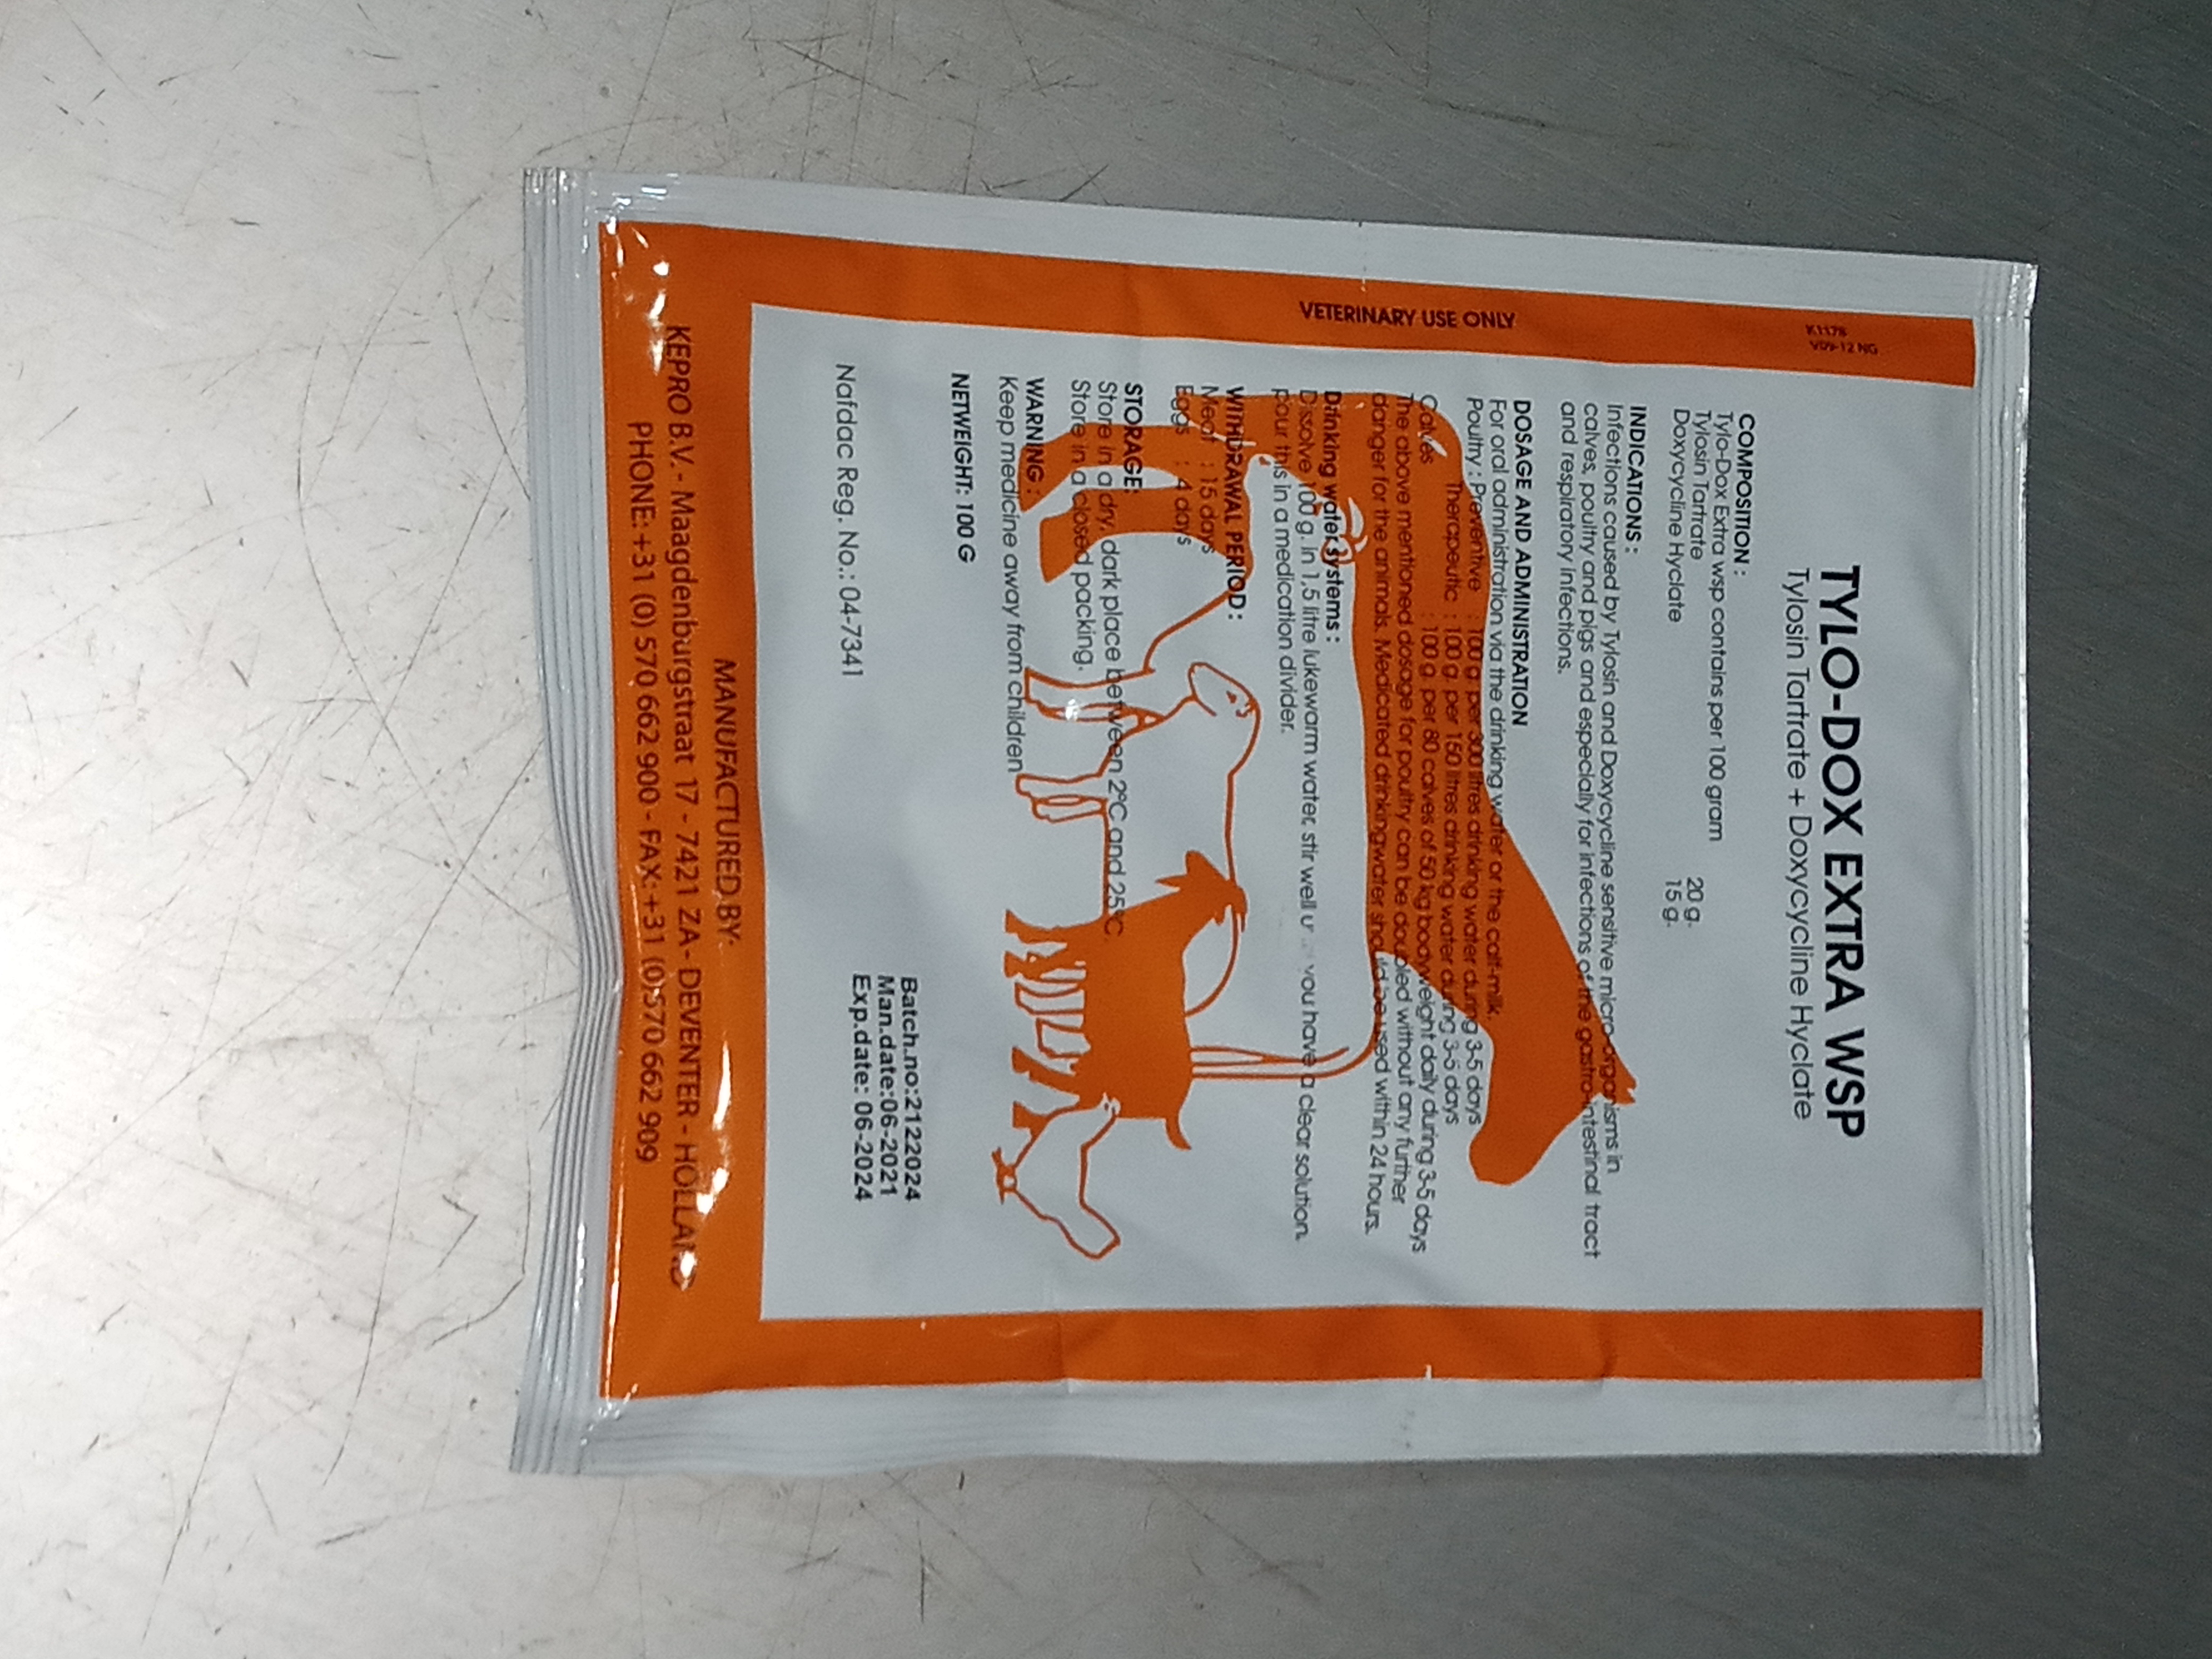 K1178
V09-12 NG
VETERINARY USE ONLY
TYLO-DOX EXTRA WSP
Tylosin Tartrate + Doxycycline Hyclate
COMPOSITION :
Tylo-Dox Extra wsp contains per 100 gram
Tylosin Tartrate 20 g.
Doxycycline Hyclate 15 g.
INDICATIONS :
Infections caused by Tylosin and Doxycycline sensitive micro-organisms in
calves, poultry and pigs and especially for infections of the gastro-intestinal tract
and respiratory infections.
DOSAGE AND ADMINISTRATION
For oral administration via the drinking water or the calf-milk.
Poultry : Preventive : 100 g. per 300 litres drinking water during 3-5 days
Therapeutic : 100 g. per 150 litres drinking water during 3-5 days
Calves : 100 g. per 80 calves of 50 kg bodyweight daily during 3-5 days
The above mentioned dosage for poultry can be doubled without any further
danger for the animals. Medicated drinkingwater should be used within 24 hours.
Drinking water systems :
Dissolve 100 g. in 1,5 litre lukewarm water, stir well you have a clear solution.
pour this in a medication divider.
WITHDRAWAL PERIOD :
Meat : 15 days
Eggs : 4 days
STORAGE:
Store in a dry, dark place between 2°C and 25°C.
Store in a closed packing.
WARNING :
Keep medicine away from children
NETWEIGHT: 100 G
Batch.no:2122024
Man.date:06-2021
Exp.date: 06-2024
Nafdac Reg. No.: 04-7341
MANUFACTURED BY:
KEPRO B.V. - Maagdenburgstraat 17 - 7421 ZA - DEVENTER - HOLLAND
PHONE: +31 (0) 570 662 900 - FAX: +31 (0)570 662 909